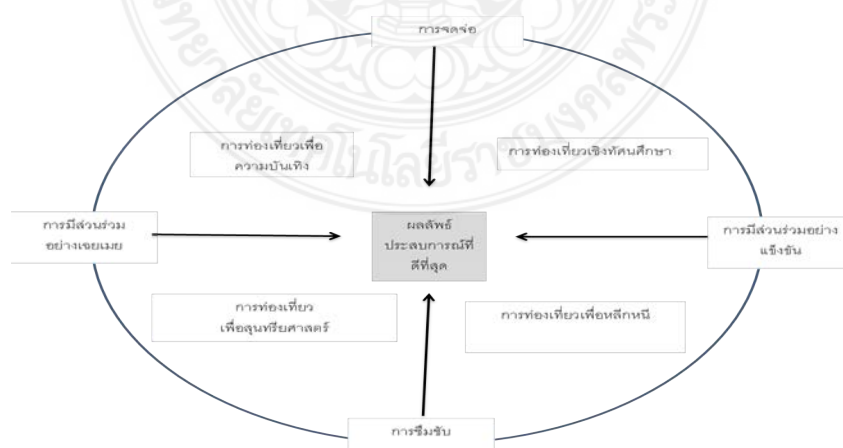 การจดจ่อ
การท่องเที่ยวเพื่อ
ความบันเทิง
การท่องเที่ยวเชิงทัศนศึกษา
การมีส่วนร่วม
อย่างเฉยเมย
ผลลัพธ์
ประสบการณ์ที่
ดีที่สุด
การมีส่วนร่วมอย่าง
แข็งขัน
การท่องเที่ยว
เพื่อสุนทรียศาสตร์
การท่องเที่ยวเพื่อหลีกหนี
การซึมซับ